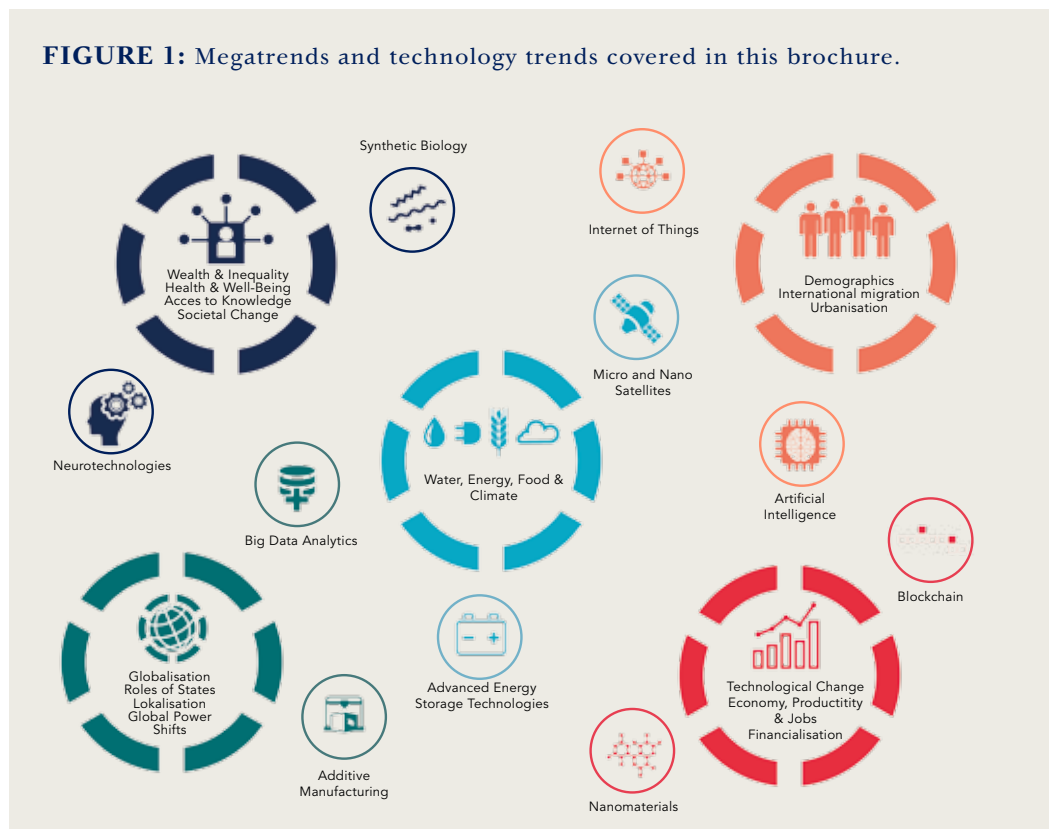 FIGURE 1: Megatrends and technology trends covered in this brochure.
Synthetic Biology
Internet of Things
Wealth & Inequality
Health & Well-Being
Acces to Knowledge
Societal Change
Demographics
International migration
Urbanisation
Micro and Nano
Satellites
Neurotechnologies
Water, Energy, Food &
Climate
Big Data Analytics
Artificial
Intelligence
Blockchain
Globalisation
Roles of States
Lokalisation
Global Power
Shifts
Advanced Energy
Storage Technologies
Technological Change
Economy, Productitity
& Jobs
Financialisation
Additive
Manufacturing
Nanomaterials